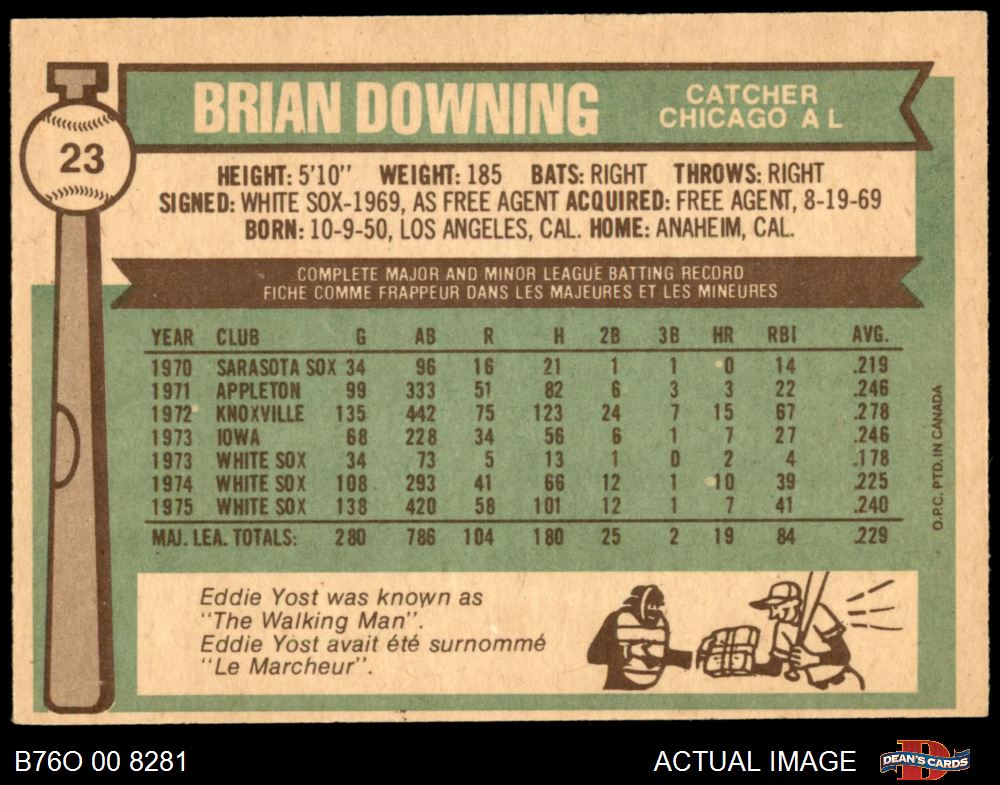 BRIAN DOWNING
CATCHER
CHICAGO A L
23
HEIGHT: 5'10" WEIGHT: 185 BATS: RIGHT THROWS: RIGHT
SIGNED: WHITE SOX-1969, AS FREE AGENT ACQUIRED: FREE AGENT, 8-19-69
BORN: 10-9-50, LOS ANGELES, CAL. HOME: ANAHEIM, CAL.
COMPLETE MAJOR AND MINOR LEAGUE BATTING RECORD
FICHE COMME FRAPPEUR DANS LES MAJEURES ET LES MINEURES
YEAR CLUB G AB R H 2B 3B HR RBI AVG.
1970 SARASOTA SOX 34 96 16 21 1 1 0 14 .219
1971 APPLETON 99 333 51 82 6 3 3 22 .246
1972 KNOXVILLE 135 442 75 123 24 7 15 67 .278
1973 IOWA 68 228 34 56 6 1 7 27 .246
1973 WHITE SOX 34 73 5 13 1 0 2 4 .178
1974 WHITE SOX 108 293 41 66 12 1 10 39 .225
1975 WHITE SOX 138 420 58 101 12 1 7 41 .240
MAJ. LEA. TOTALS: 280 786 104 180 25 2 19 84 .229
O.P.C. PTD. IN CANADA
Eddie Yost was known as
"The Walking Man".
Eddie Yost avait été surnommé
"Le Marcheur".
B76O 00 8281
ACTUAL IMAGE
D
DEAN'S CARDS